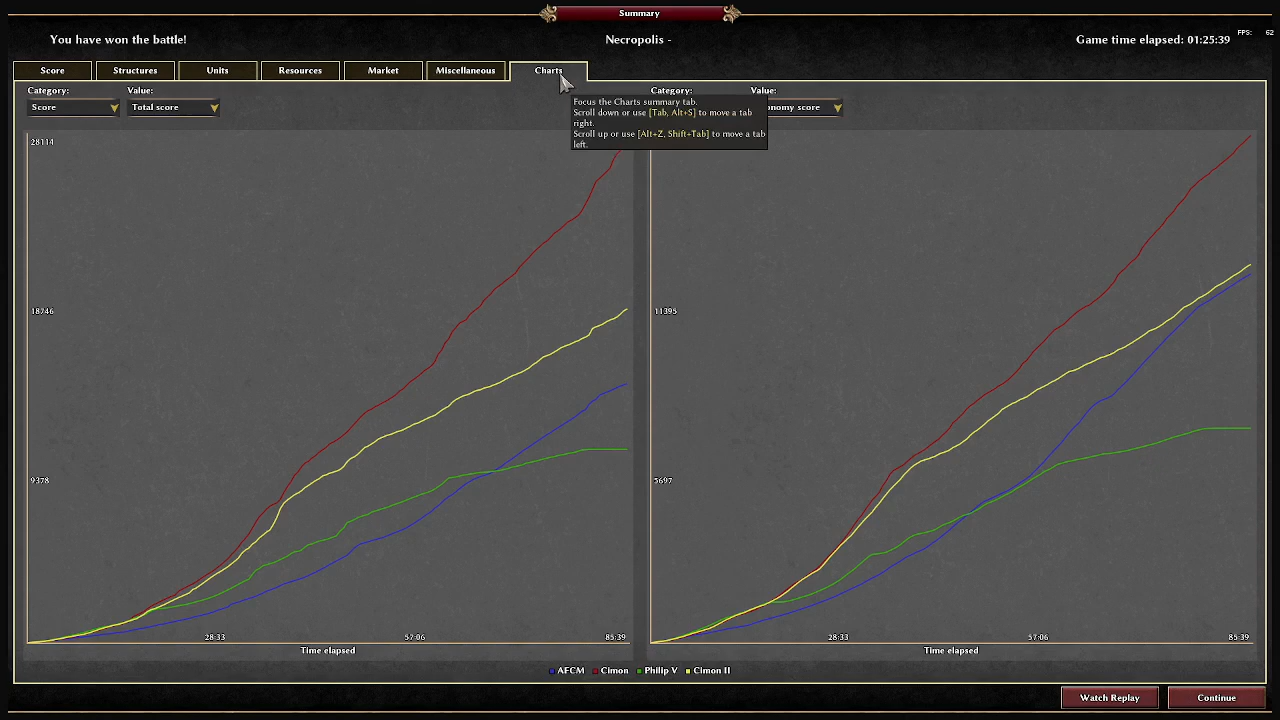 Summary
You have won the battle!
Necropolis -
Game time elapsed: 01:25:39
FPS: 62
Score
Structures
Units
Resources
Market
Miscellaneous
Charts
Category:
Value:
Score
Total score
Category:
Value:
onomy score
Focus the Charts summary tab.
Scroll down or use [Tab, Alt+S] to move a tab
right.
Scroll up or use [Alt+Z, Shift+Tab] to move a tab
left.
28114
18746
9378
28:33
57:06
85:39
Time elapsed
11395
5697
28:33
57:06
85:39
Time elapsed
AFCM
Cimon
Philip V
Cimon II
Watch Replay
Continue